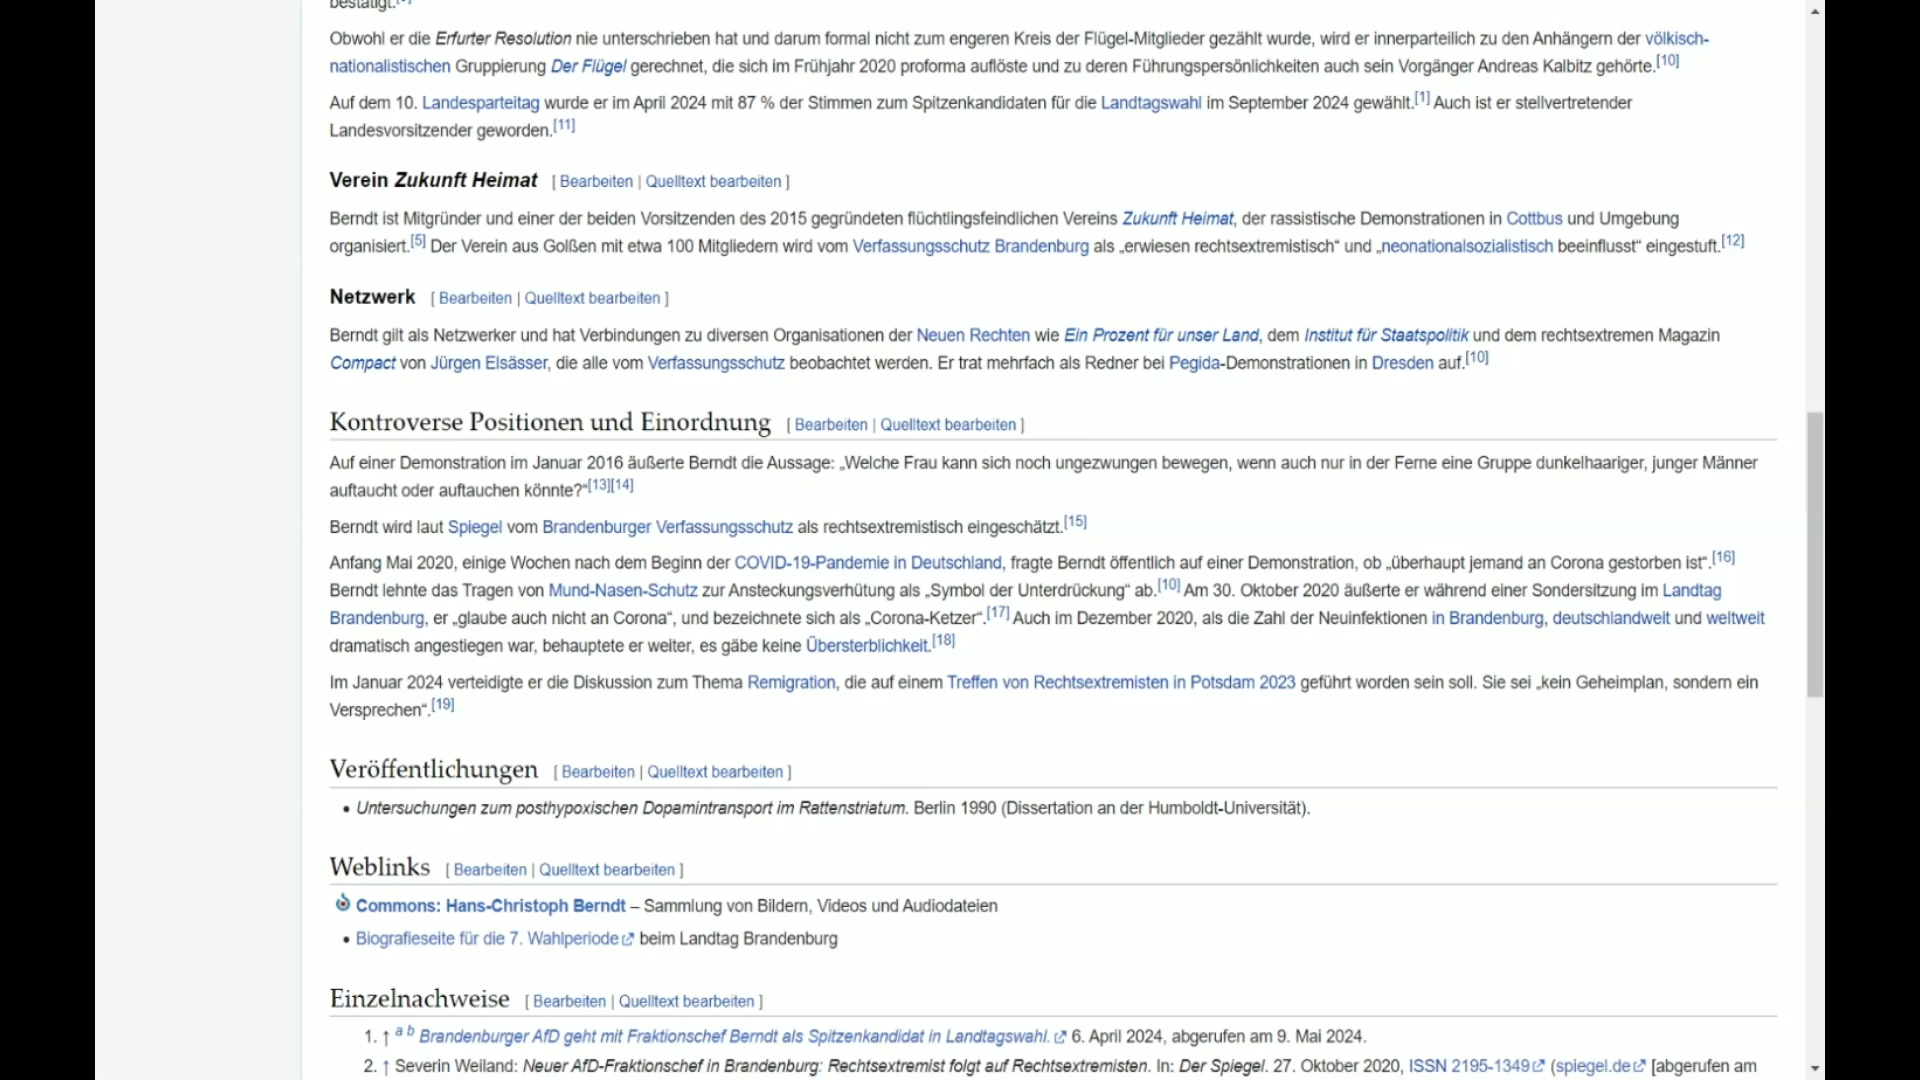 bestätigt.
Obwohl er die Erfurter Resolution nie unterschrieben hat und darum formal nicht zum engeren Kreis der Flügel-Mitglieder gezählt wurde, wird er innerparteilich zu den Anhängern der völkisch-
nationalistischen Gruppierung Der Flügel gerechnet, die sich im Frühjahr 2020 proforma auflöste und zu deren Führungspersönlichkeiten auch sein Vorgänger Andreas Kalbitz gehörte.[10]
Auf dem 10. Landesparteitag wurde er im April 2024 mit 87 % der Stimmen zum Spitzenkandidaten für die Landtagswahl im September 2024 gewählt.[1] Auch ist er stellvertretender
Landesvorsitzender geworden.[11]
Verein Zukunft Heimat [ Bearbeiten | Quelltext bearbeiten ]
Berndt ist Mitgründer und einer der beiden Vorsitzenden des 2015 gegründeten flüchtlingsfeindlichen Vereins Zukunft Heimat, der rassistische Demonstrationen in Cottbus und Umgebung
organisiert.[5] Der Verein aus Golßen mit etwa 100 Mitgliedern wird vom Verfassungsschutz Brandenburg als „erwiesen rechtsextremistisch“ und „neonationalsozialistisch beeinflusst“ eingestuft.[12]
Netzwerk [ Bearbeiten | Quelltext bearbeiten ]
Berndt gilt als Netzwerker und hat Verbindungen zu diversen Organisationen der Neuen Rechten wie Ein Prozent für unser Land, dem Institut für Staatspolitik und dem rechtsextremen Magazin
Compact von Jürgen Elsässer, die alle vom Verfassungsschutz beobachtet werden. Er trat mehrfach als Redner bei Pegida-Demonstrationen in Dresden auf.[10]
Kontroverse Positionen und Einordnung [ Bearbeiten | Quelltext bearbeiten ]
Auf einer Demonstration im Januar 2016 äußerte Berndt die Aussage: „Welche Frau kann sich noch ungezwungen bewegen, wenn auch nur in der Ferne eine Gruppe dunkelhaariger, junger Männer
auftaucht oder auftauchen könnte?“[13][14]
Berndt wird laut Spiegel vom Brandenburger Verfassungsschutz als rechtsextremistisch eingeschätzt.[15]
Anfang Mai 2020, einige Wochen nach dem Beginn der COVID-19-Pandemie in Deutschland, fragte Berndt öffentlich auf einer Demonstration, ob „überhaupt jemand an Corona gestorben ist“.[16]
Berndt lehnte das Tragen von Mund-Nasen-Schutz zur Ansteckungsverhütung als „Symbol der Unterdrückung“ ab.[10] Am 30. Oktober 2020 äußerte er während einer Sondersitzung im Landtag
Brandenburg, er „glaube auch nicht an Corona“, und bezeichnete sich als „Corona-Ketzer“.[17] Auch im Dezember 2020, als die Zahl der Neuinfektionen in Brandenburg, deutschlandweit und weltweit
dramatisch angestiegen war, behauptete er weiter, es gäbe keine Übersterblichkeit.[18]
Im Januar 2024 verteidigte er die Diskussion zum Thema Remigration, die auf einem Treffen von Rechtsextremisten in Potsdam 2023 geführt worden sein soll. Sie sei „kein Geheimplan, sondern ein
Versprechen“.[19]
Veröffentlichungen [ Bearbeiten | Quelltext bearbeiten ]
• Untersuchungen zum posthypoxischen Dopamintransport im Rattenstriatum. Berlin 1990 (Dissertation an der Humboldt-Universität).
Weblinks [ Bearbeiten | Quelltext bearbeiten ]
Commons: Hans-Christoph Berndt – Sammlung von Bildern, Videos und Audiodateien
• Biografieseite für die 7. Wahlperiode beim Landtag Brandenburg
Einzelnachweise [ Bearbeiten | Quelltext bearbeiten ]
1. ↑ a b Brandenburger AfD geht mit Fraktionschef Berndt als Spitzenkandidat in Landtagswahl. 6. April 2024, abgerufen am 9. Mai 2024.
2. ↑ Severin Weiland: Neuer AfD-Fraktionschef in Brandenburg: Rechtsextremist folgt auf Rechtsextremisten. In: Der Spiegel. 27. Oktober 2020, ISSN 2195-1349 (spiegel.de [abgerufen am